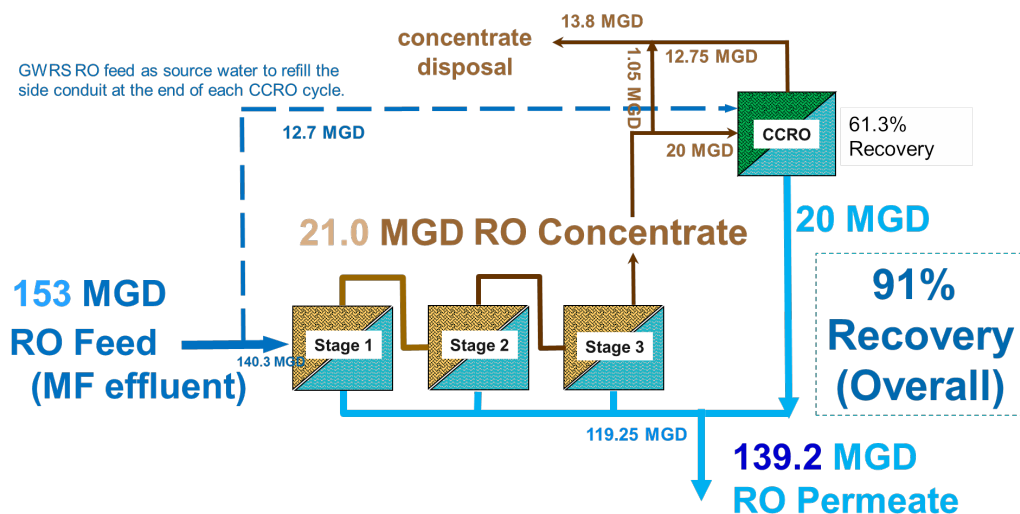 13.8 MGD
concentrate
disposal
1.05 MGD
12.75 MGD
GWRS RO feed as source water to refill the
side conduit at the end of each CCRO cycle.
12.7 MGD
20 MGD
CCRO
61.3%
Recovery
21.0 MGD RO Concentrate
20 MGD
153 MGD
RO Feed
(MF effluent)
140.3 MGD
Stage 1
Stage 2
Stage 3
91%
Recovery
(Overall)
119.25 MGD
139.2 MGD
RO Permeate